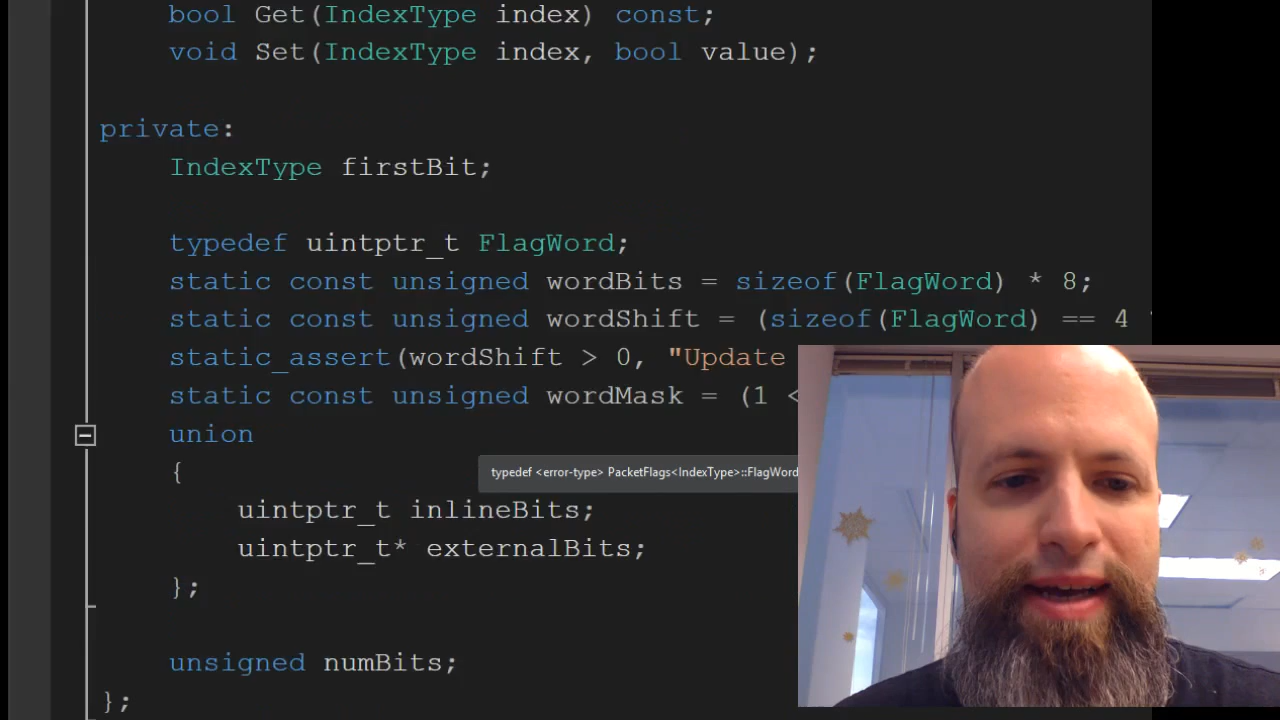 bool Get(IndexType index) const;
void Set(IndexType index, bool value);
private:
IndexType firstBit;
typedef uintptr_t FlagWord;
static const unsigned wordBits = sizeof(FlagWord) * 8;
static const unsigned wordShift = (sizeof(FlagWord) == 4
static_assert(wordShift > 0, "Update
static const unsigned wordMask = (1 <
union
{
typedef <error-type> PacketFlags<IndexType>::FlagWord
uintptr_t inlineBits;
uintptr_t* externalBits;
};
unsigned numBits;
};